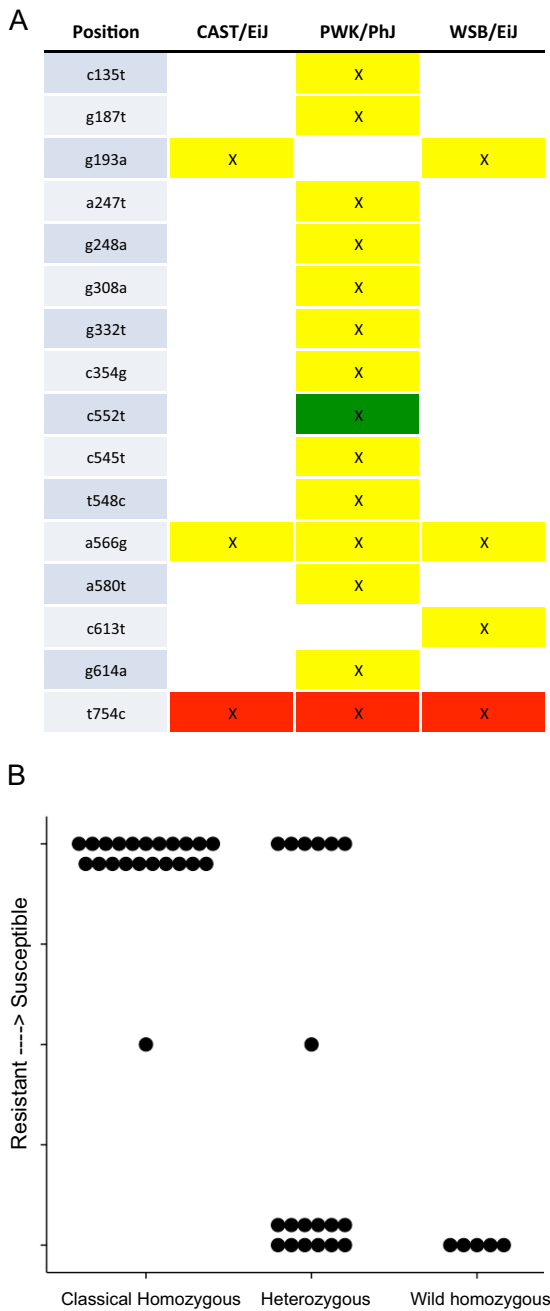 A
Position CAST/EiJ PWK/PhJ WSB/EiJ
c135t X
g187t X
g193a X X
a247t X
g248a X
g308a X
g332t X
c354g X
c552t X
c545t X
t548c X
a566g X X X
a580t X
c613t X
g614a X
t754c X X X
B
Resistant ----> Susceptible
Classical Homozygous Heterozygous Wild homozygous